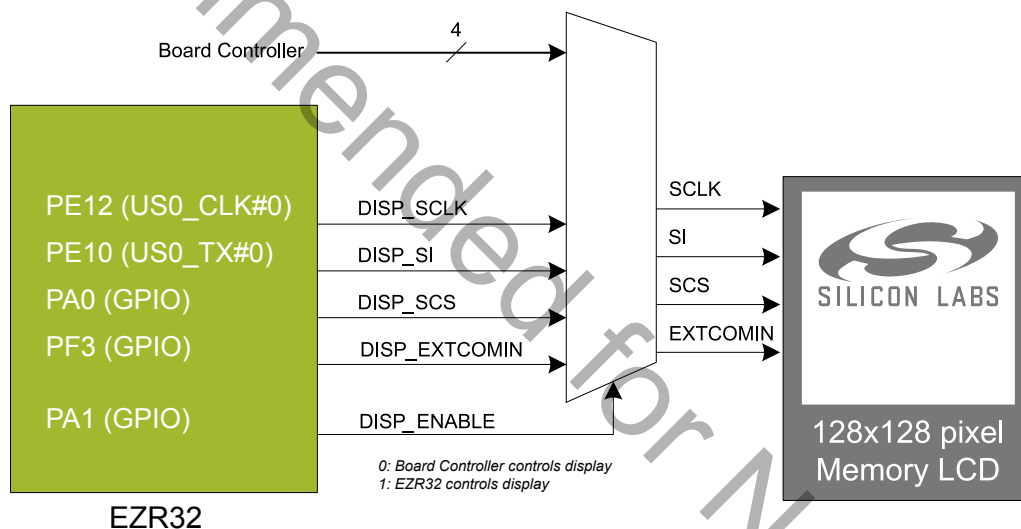 4
Board Controller
PE12 (US0_CLK#0)
DISP_SCLK
SCLK
PE10 (US0_TX#0)
DISP_SI
SI
PA0 (GPIO)
DISP_SCS
SCS
PF3 (GPIO)
DISP_EXTCOMIN
EXTCOMIN
PA1 (GPIO)
DISP_ENABLE
0: Board Controller controls display
1: EZR32 controls display
SILICON LABS
128x128 pixel
Memory LCD
EZR32
mended for N